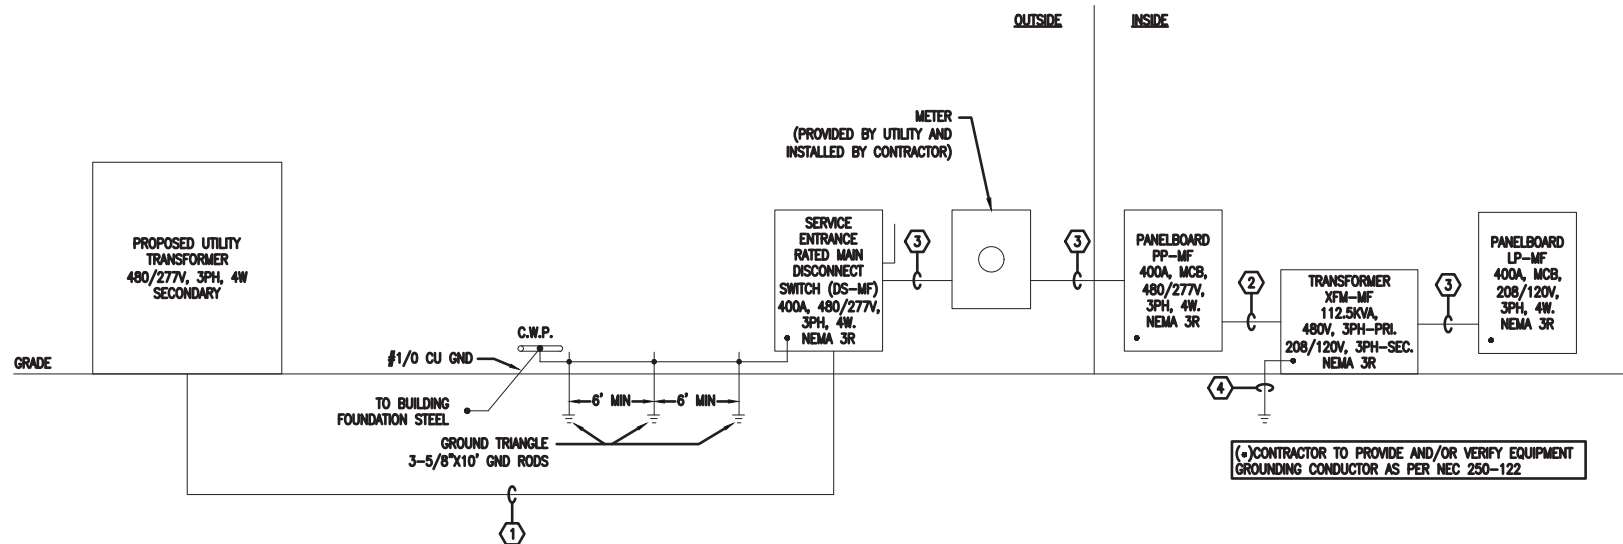 OUTSIDE
INSIDE
METER
(PROVIDED BY UTILITY AND
INSTALLED BY CONTRACTOR)
PROPOSED UTILITY
TRANSFORMER
480/277V, 3PH, 4W
SECONDARY
SERVICE
ENTRANCE
RATED MAIN
DISCONNECT
SWITCH (DS-MF)
400A, 480/277V,
3PH, 4W.
NEMA 3R
3
3
PANELBOARD
PP-MF
400A, MCB,
480/277V,
3PH, 4W.
NEMA 3R
2
TRANSFORMER
XFM-MF
112.5KVA,
480V, 3PH-PRI.
208/120V, 3PH-SEC.
NEMA 3R
3
PANELBOARD
LP-MF
400A, MCB,
208/120V,
3PH, 4W.
NEMA 3R
C.W.P.
GRADE
#1/0 CU GND
4
TO BUILDING
FOUNDATION STEEL
6' MIN
6' MIN
GROUND TRIANGLE
3-5/8"X10' GND RODS
(•)CONTRACTOR TO PROVIDE AND/OR VERIFY EQUIPMENT
GROUNDING CONDUCTOR AS PER NEC 250-122
1